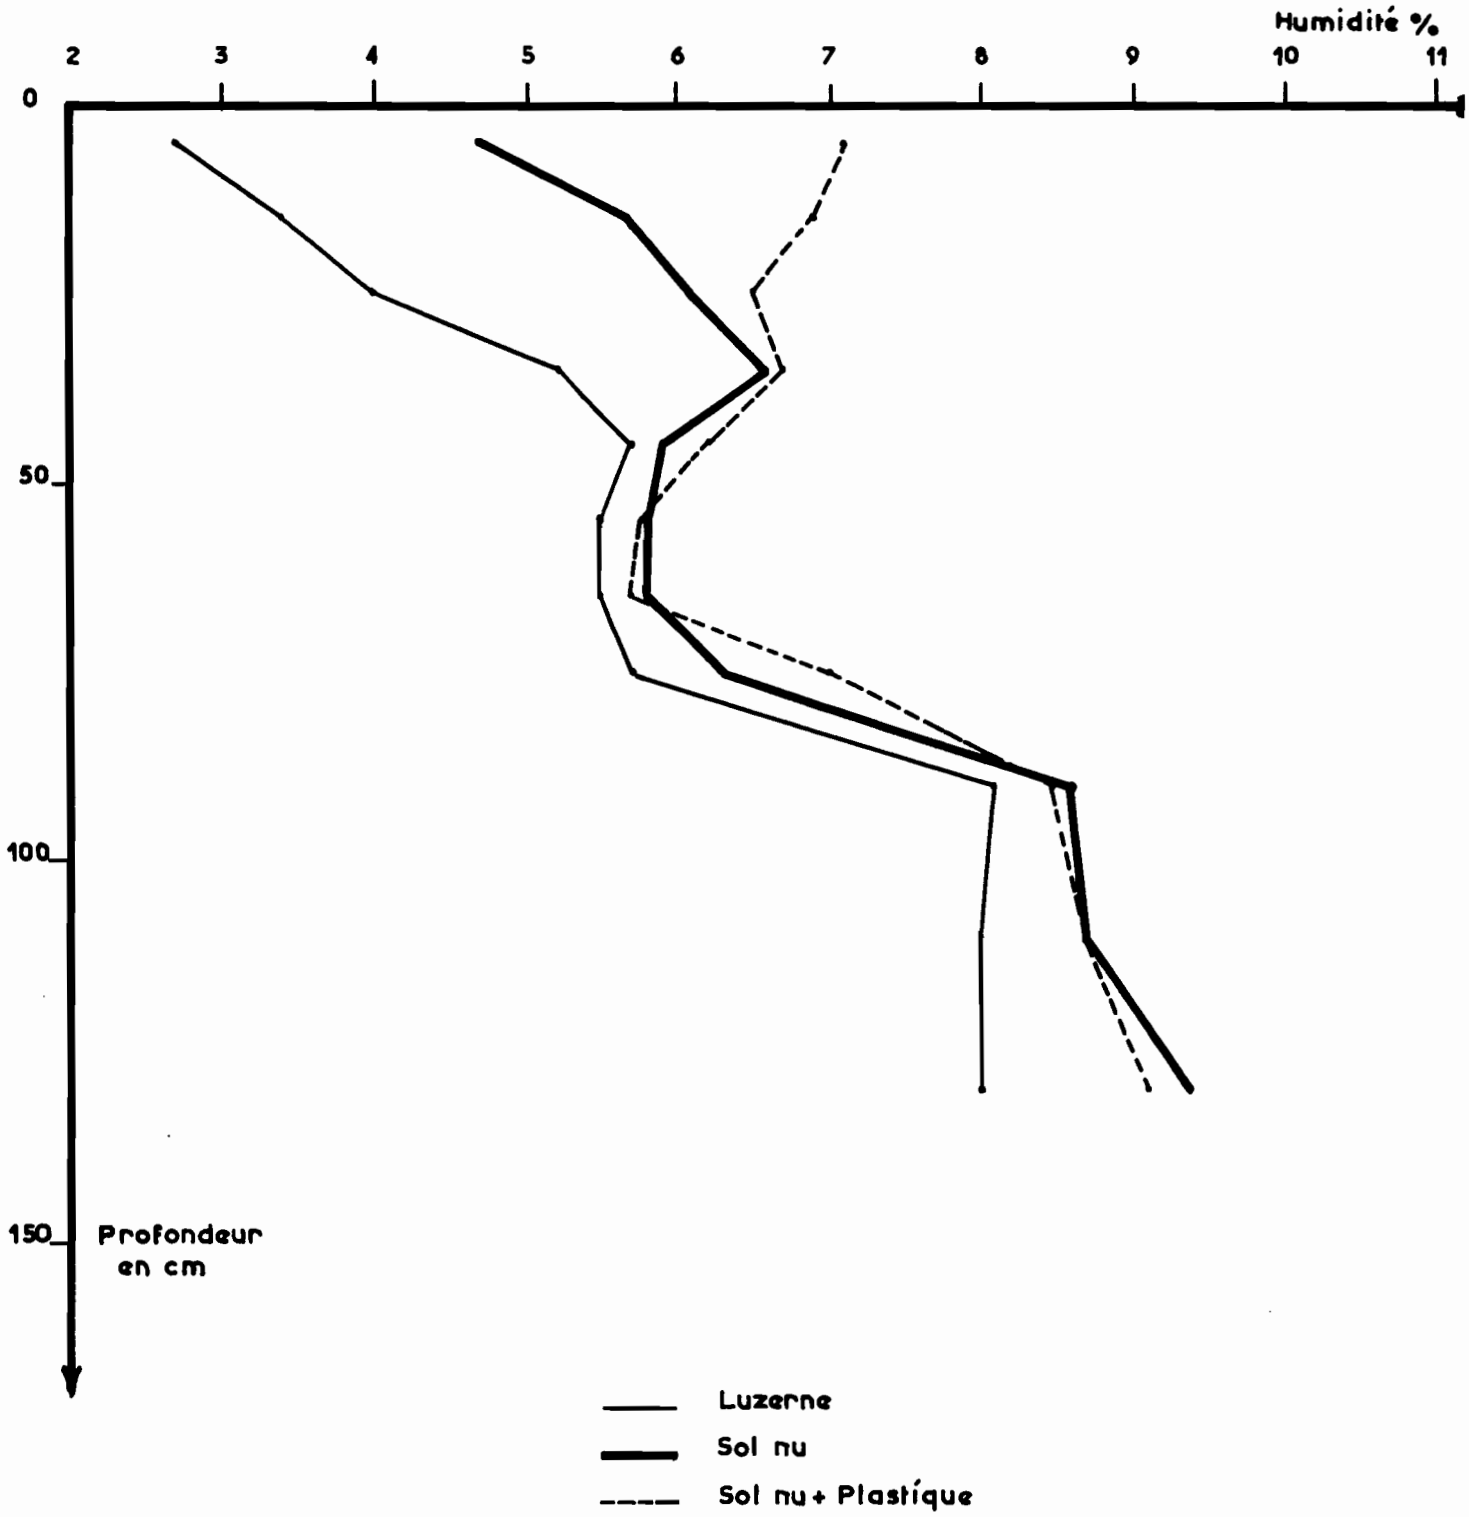 Humidité %
2 3 4 5 6 7 8 9 10 11
0
50
100
150
Profondeur
en cm
Luzerne
Sol nu
Sol nu + Plastique